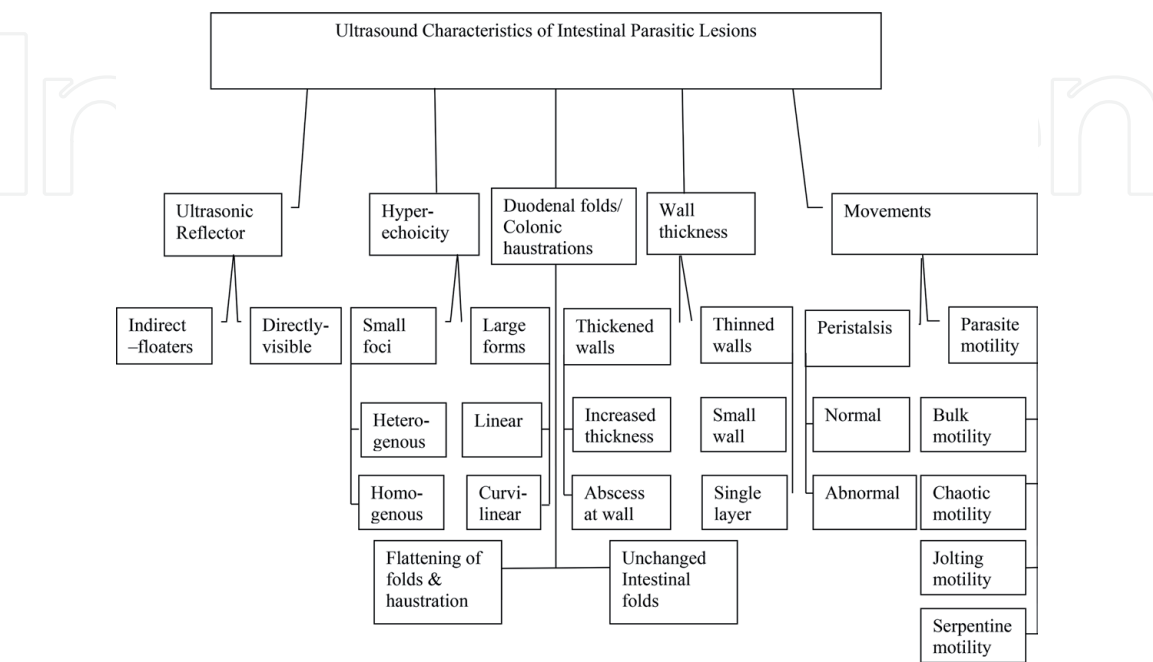 Ultrasound Characteristics of Intestinal Parasitic Lesions
Ultrasonic
Reflector
Hyper-
echoicity
Duodenal folds/
Colonic
haustrations
Wall
thickness
Movements
Indirect
–floaters
Directly-
visible
Small
foci
Large
forms
Thickened
walls
Thinned
walls
Peristalsis
Parasite
motility
Hetero-
genous
Linear
Increased
thickness
Small
wall
Normal
Bulk
motility
Homo-
genous
Curvi-
linear
Abscess
at wall
Single
layer
Abnormal
Chaotic
motility
Flattening of
folds &
haustration
Unchanged
Intestinal
folds
Jolting
motility
Serpentine
motility